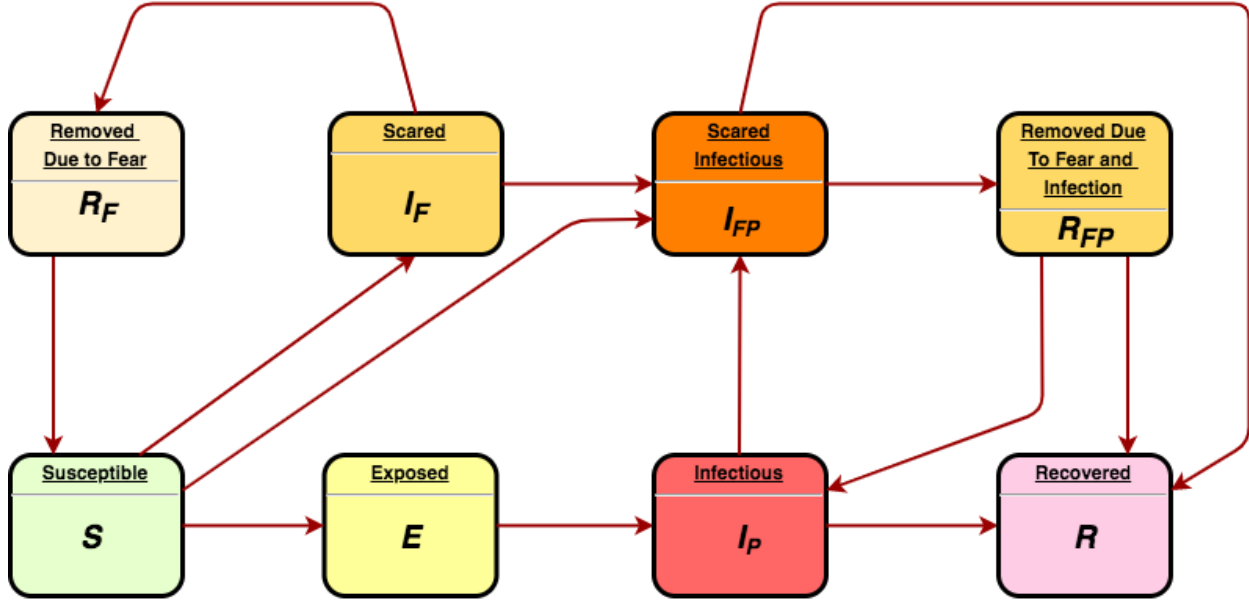 Removed
Due to Fear
R_F
Scared
I_F
Scared
Infectious
I_FP
Removed Due
To Fear and
Infection
R_FP
Susceptible
S
Exposed
E
Infectious
I_P
Recovered
R